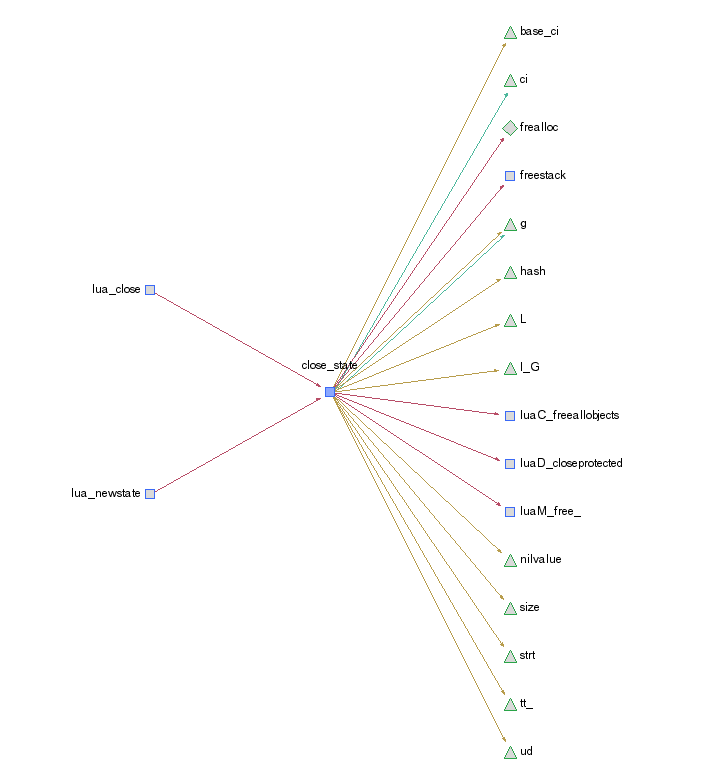 base_ci
ci
frealloc
freestack
g
hash
lua_close
L
close_state
l_G
luaC_freeallobjects
luaD_closeprotected
lua_newstate
luaM_free_
nilvalue
size
strt
tt_
ud